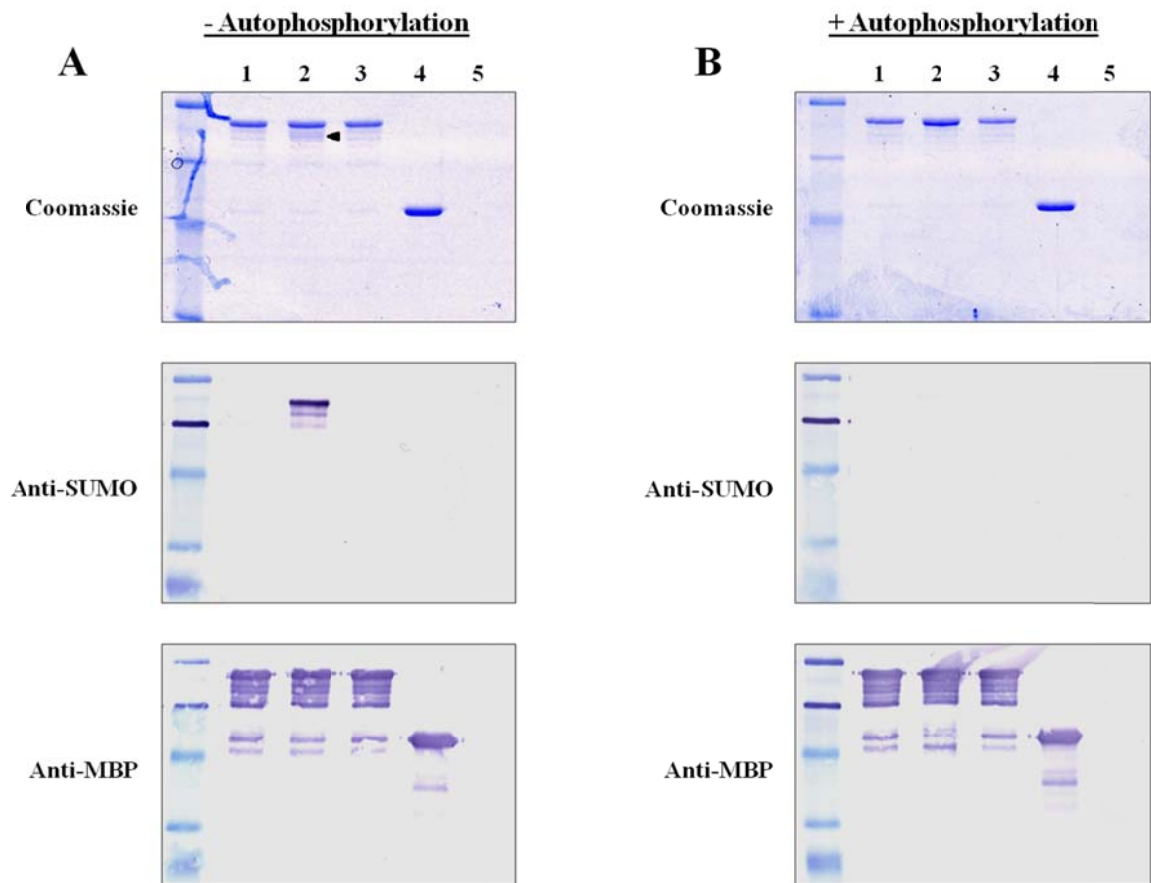 - Autophosphorylation
A
1 2 3 4 5
Coomassie
Anti-SUMO
Anti-MBP
+ Autophosphorylation
B
1 2 3 4 5
Coomassie
Anti-SUMO
Anti-MBP